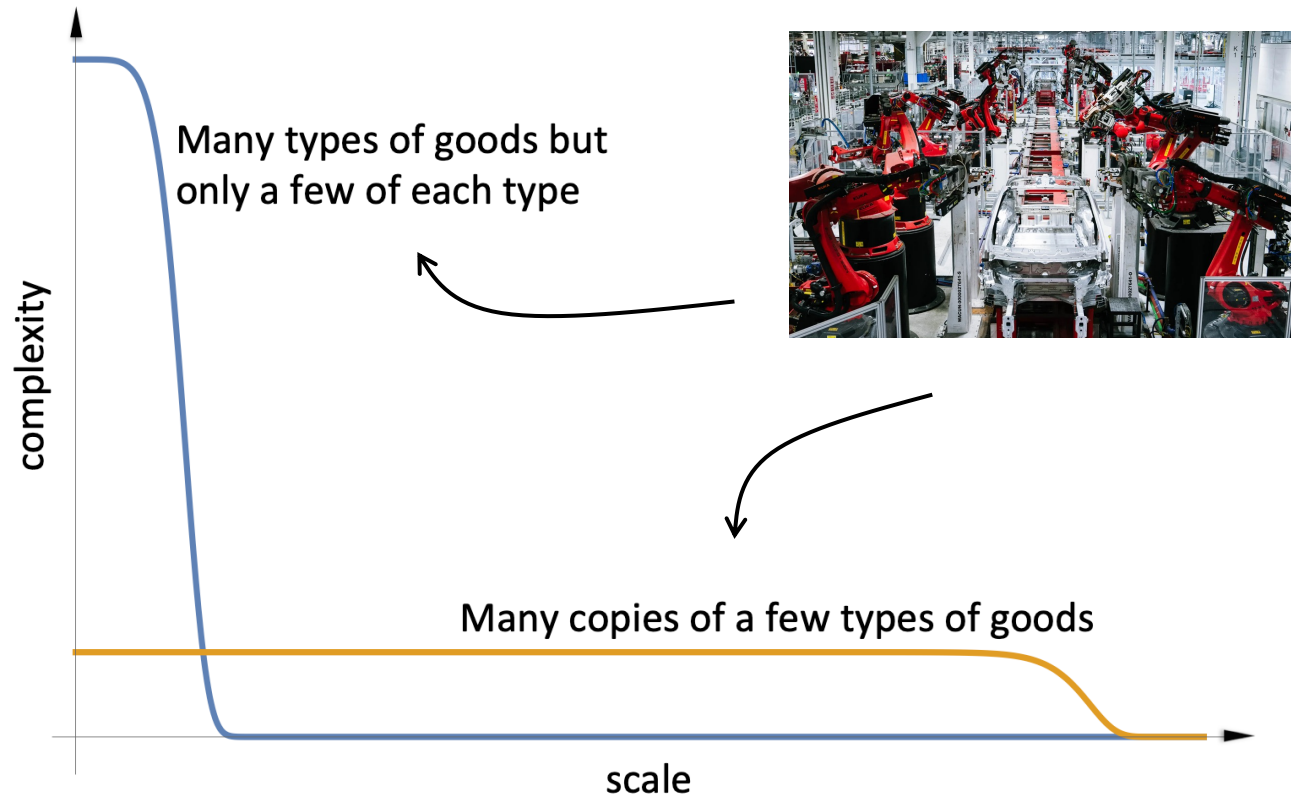 Many types of goods but
only a few of each type
complexity
Many copies of a few types of goods
scale